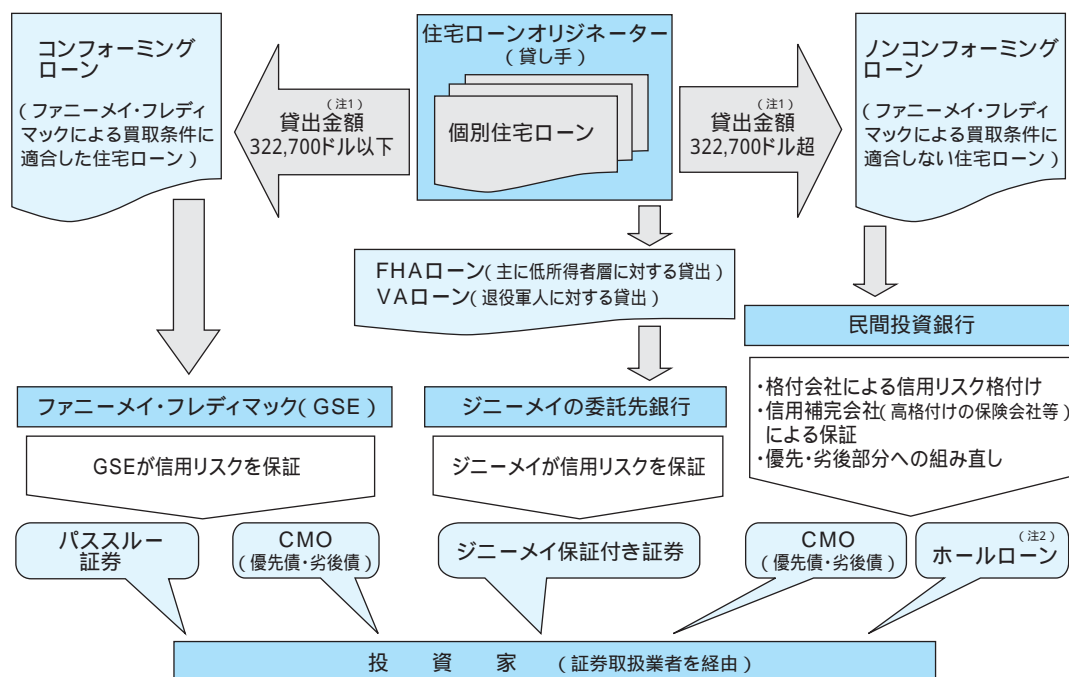 コンフォーミング
ローン
(ファニーメイ・フレディ
マックによる買取条件に
適合した住宅ローン)
(注1)
貸出金額
322,700ドル以下
住宅ローンオリジネーター
(貸し手)
個別住宅ローン
(注1)
貸出金額
322,700ドル超
ノンコンフォーミング
ローン
(ファニーメイ・フレディ
マックによる買取条件に
適合しない住宅ローン)
FHAローン(主に低所得者層に対する貸出)
VAローン(退役軍人に対する貸出)
民間投資銀行
・格付会社による信用リスク格付け
・信用補完会社(高格付けの保険会社等)
による保証
・優先・劣後部分への組み直し
ファニーメイ・フレディマック(GSE)
GSEが信用リスクを保証
ジニーメイの委託先銀行
ジニーメイが信用リスクを保証
パススルー
証券
CMO
(優先債・劣後債)
ジニーメイ保証付き証券
CMO
(優先債・劣後債)
(注2)
ホールローン
投 資 家 (証券取扱業者を経由)